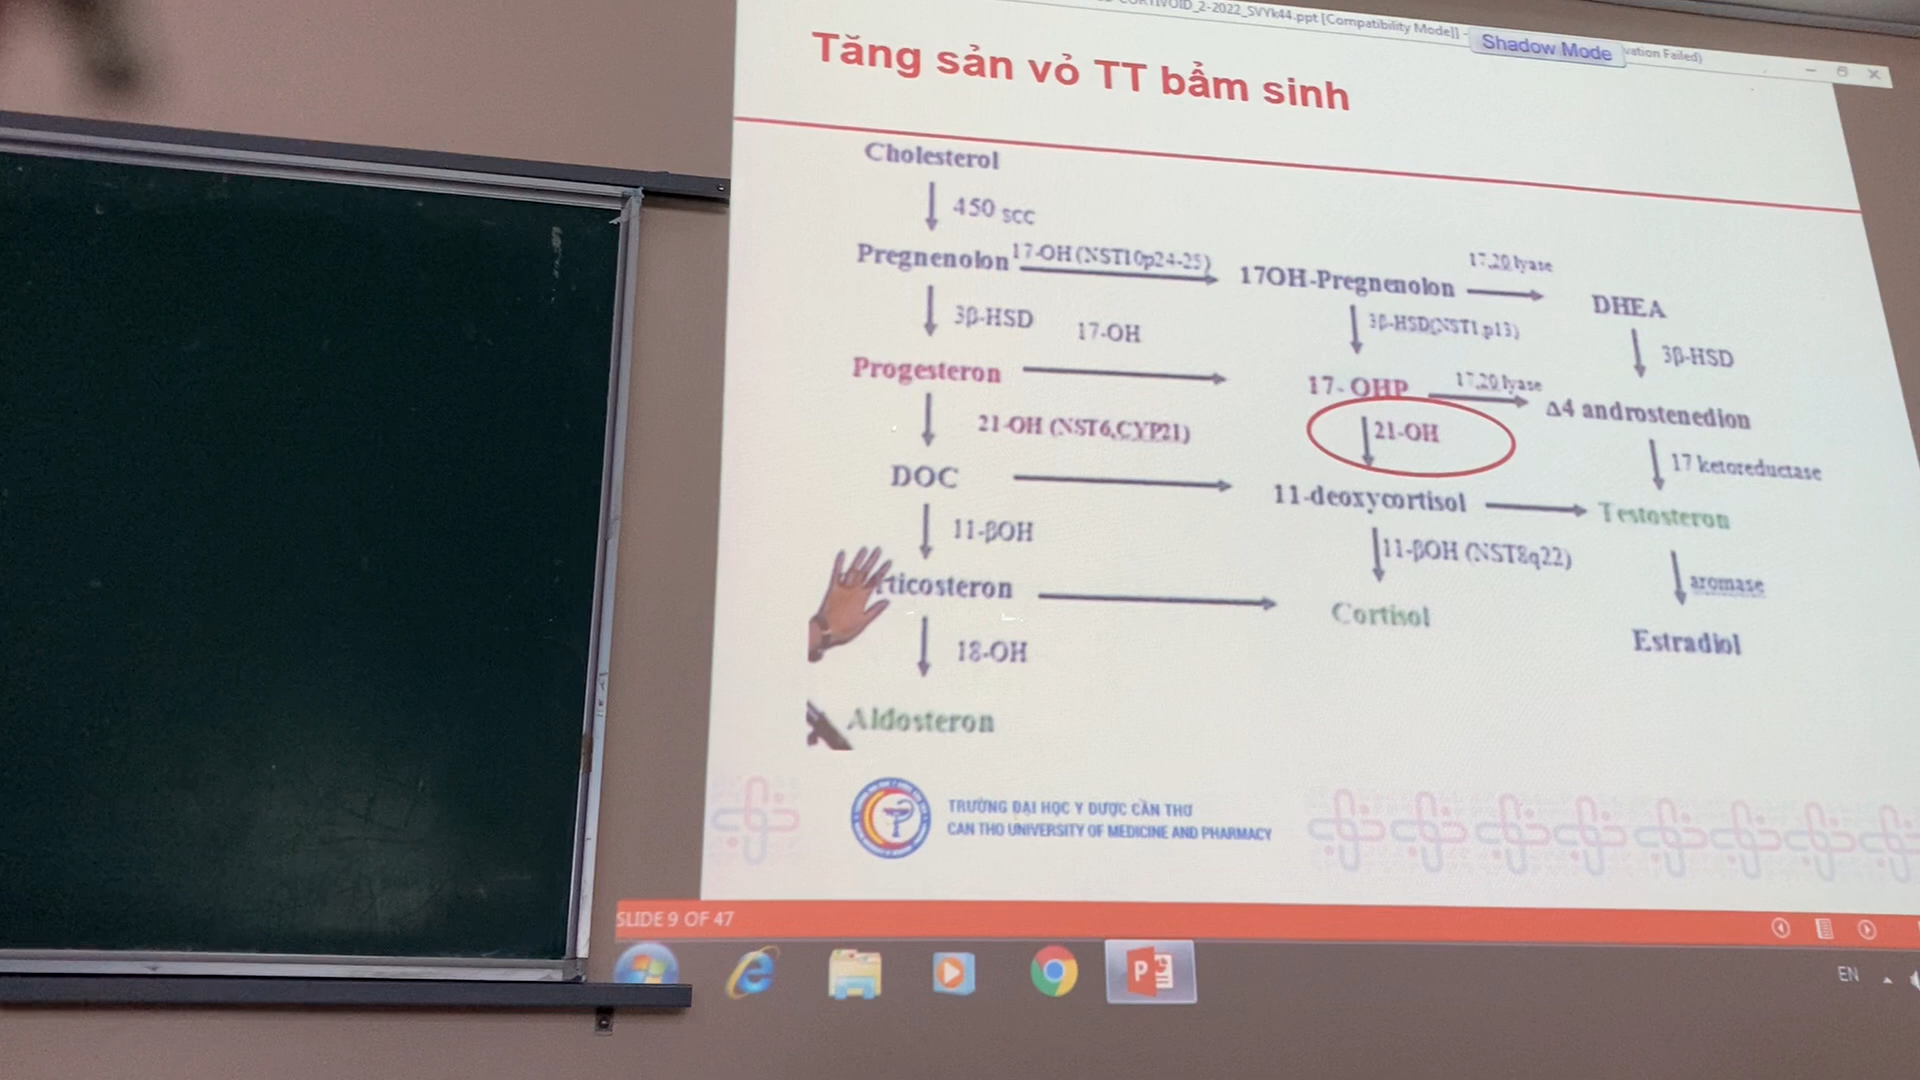 CORTIVOID_2-2022_SVYk44.ppt [Compatibility Mode]] -
Shadow Mode
vation Failed)
Tăng sản vỏ TT bẩm sinh
Cholesterol
450 scc
Pregnenolon
17-OH (NST10p24-25)
17OH-Pregnenolon
17,20 lyase
DHEA
3β-HSD
17-OH
3β-HSD(NST1,p13)
3β-HSD
Progesteron
17- OHP
17,20 lyase
Δ4 androstenedion
21-OH (NST6,CYP21)
21-OH
17 ketoreductase
DOC
11-deoxycortisol
Testosteron
11-βOH
11-βOH (NST8q22)
aromase
rticosteron
Cortisol
Estradiol
18-OH
Aldosteron
TRƯỜNG ĐẠI HỌC Y DƯỢC CẦN THƠ
CAN THO UNIVERSITY OF MEDICINE AND PHARMACY
SLIDE 9 OF 47
EN